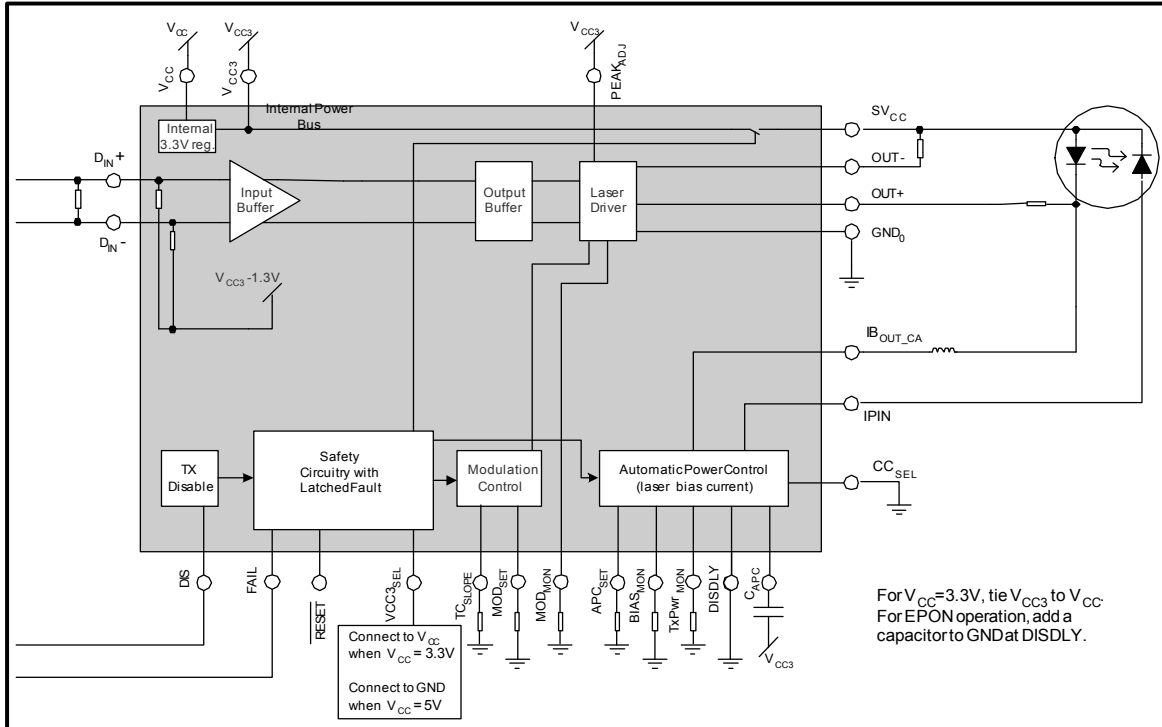 VCC
VCC3
VCC3
VCC
VCC3
PEAKADJ
Internal Power
Bus
SVCC
Internal
3.3V reg.
OUT-
DIN+
Input
Buffer
Output
Buffer
Laser
Driver
OUT+
DIN-
GND0
VCC3-1.3V
IBOUT_CA
IPIN
TX
Disable
Safety
Circuitry with
Latched Fault
Modulation
Control
Automatic Power Control
(laser bias current)
CCSEL
DIS
FAIL
RESET
VCC3SEL
TCSLOPE
MODSET
MODMON
APCSET
BIASMON
TxPwrMON
DISDLY
CAPC
VCC3
Connect to VCC
when VCC = 3.3V
Connect to GND
when VCC = 5V
For VCC=3.3V, tie VCC3 to VCC.
For EPON operation, add a
capacitor to GND at DISDLY.